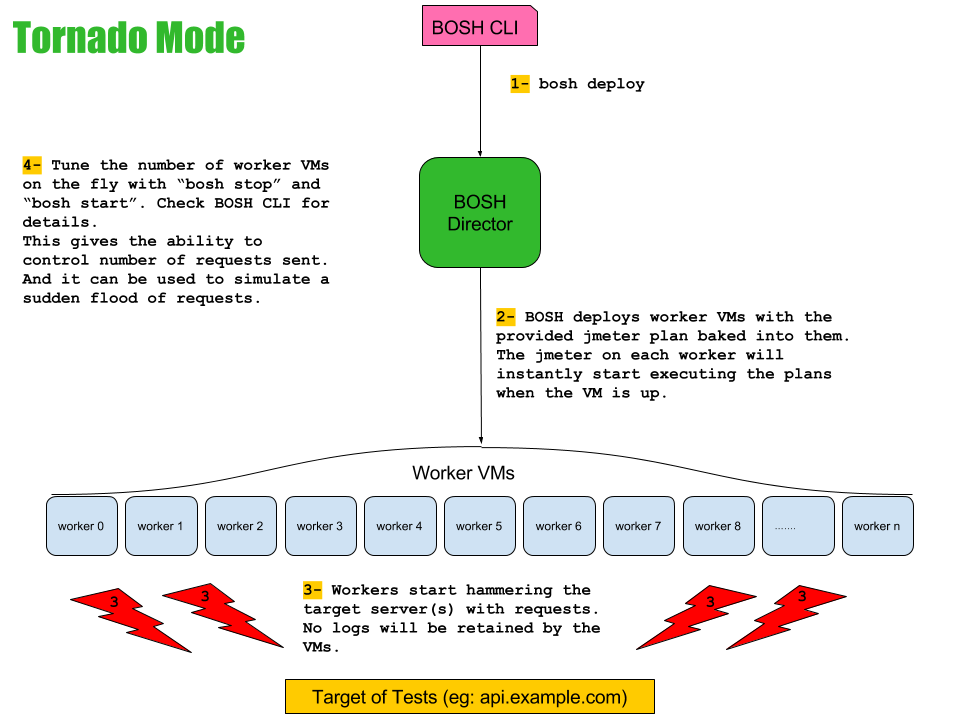 Tornado Mode
BOSH CLI
1- bosh deploy
4- Tune the number of worker VMs
on the fly with “bosh stop” and
“bosh start”. Check BOSH CLI for
details.
This gives the ability to
control number of requests sent.
And it can be used to simulate a
sudden flood of requests.
BOSH
Director
2- BOSH deploys worker VMs with the
provided jmeter plan baked into them.
The jmeter on each worker will
instantly start executing the plans
when the VM is up.
Worker VMs
worker 0 worker 1 worker 2 worker 3 worker 4 worker 5 worker 6 worker 7 worker 8 ....... worker n
3 3 3 3
3- Workers start hammering the
target server(s) with requests.
No logs will be retained by the
VMs.
Target of Tests (eg: api.example.com)